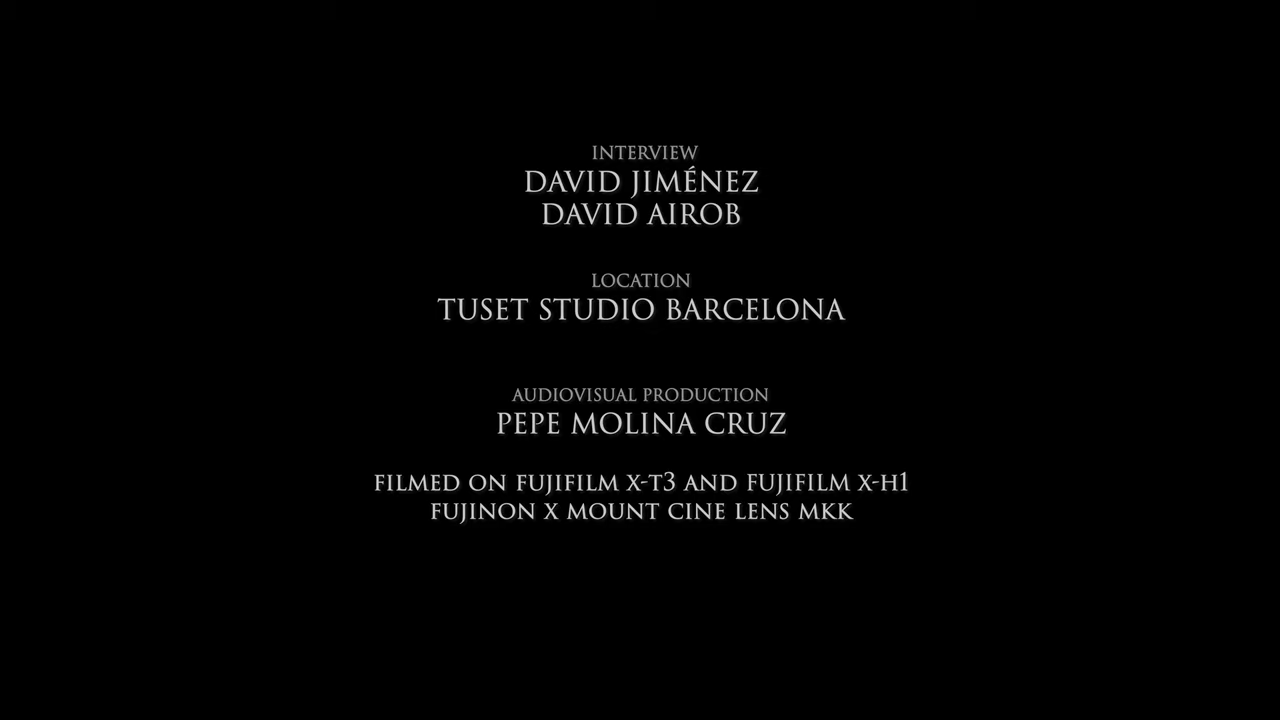 INTERVIEW
DAVID JIMÉNEZ
DAVID AIROB
LOCATION
TUSET STUDIO BARCELONA
AUDIOVISUAL PRODUCTION
PEPE MOLINA CRUZ
FILMED ON FUJIFILM X-T3 AND FUJIFILM X-H1
FUJINON X MOUNT CINE LENS MKK